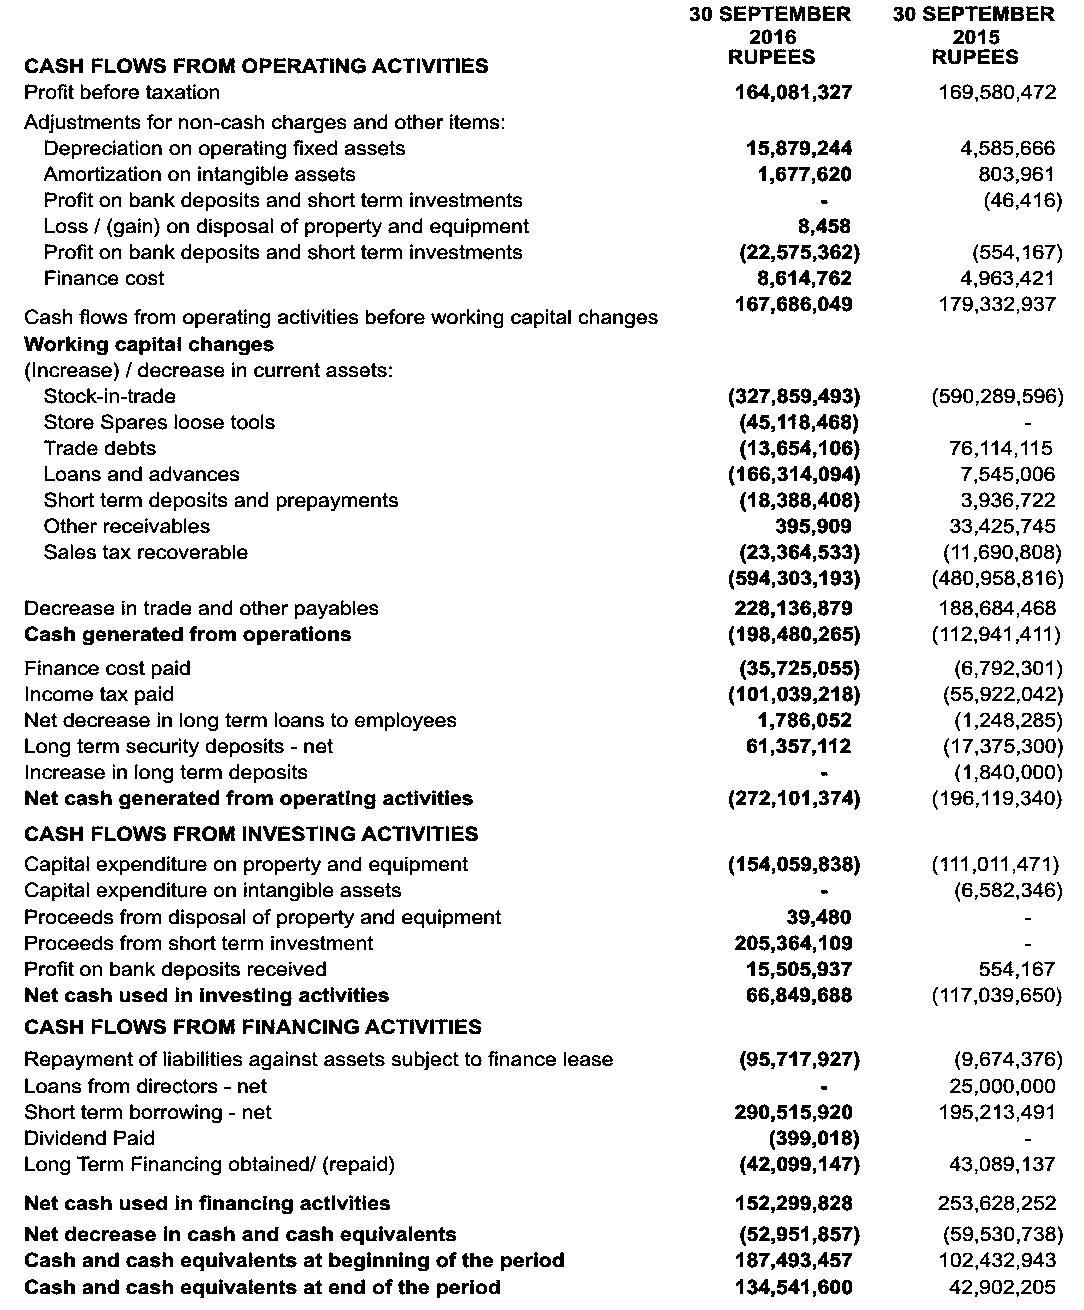 30 SEPTEMBER 30 SEPTEMBER
2016 2015
RUPEES RUPEES
CASH FLOWS FROM OPERATING ACTIVITIES
Profit before taxation 164,081,327 169,580,472
Adjustments for non-cash charges and other items:
Depreciation on operating fixed assets 15,879,244 4,585,666
Amortization on intangible assets 1,677,620 803,961
Profit on bank deposits and short term investments - (46,416)
Loss / (gain) on disposal of property and equipment 8,458
Profit on bank deposits and short term investments (22,575,362) (554,167)
Finance cost 8,614,762 4,963,421
Cash flows from operating activities before working capital changes 167,686,049 179,332,937
Working capital changes
(Increase) / decrease in current assets:
Stock-in-trade (327,859,493) (590,289,596)
Store Spares loose tools (45,118,468) -
Trade debts (13,654,106) 76,114,115
Loans and advances (166,314,094) 7,545,006
Short term deposits and prepayments (18,388,408) 3,936,722
Other receivables 395,909 33,425,745
Sales tax recoverable (23,364,533) (11,690,808)
(594,303,193) (480,958,816)
Decrease in trade and other payables 228,136,879 188,684,468
Cash generated from operations (198,480,265) (112,941,411)
Finance cost paid (35,725,055) (6,792,301)
Income tax paid (101,039,218) (55,922,042)
Net decrease in long term loans to employees 1,786,052 (1,248,285)
Long term security deposits - net 61,357,112 (17,375,300)
Increase in long term deposits - (1,840,000)
Net cash generated from operating activities (272,101,374) (196,119,340)
CASH FLOWS FROM INVESTING ACTIVITIES
Capital expenditure on property and equipment (154,059,838) (111,011,471)
Capital expenditure on intangible assets - (6,582,346)
Proceeds from disposal of property and equipment 39,480 -
Proceeds from short term investment 205,364,109 -
Profit on bank deposits received 15,505,937 554,167
Net cash used in investing activities 66,849,688 (117,039,650)
CASH FLOWS FROM FINANCING ACTIVITIES
Repayment of liabilities against assets subject to finance lease (95,717,927) (9,674,376)
Loans from directors - net - 25,000,000
Short term borrowing - net 290,515,920 195,213,491
Dividend Paid (399,018) -
Long Term Financing obtained/ (repaid) (42,099,147) 43,089,137
Net cash used in financing activities 152,299,828 253,628,252
Net decrease in cash and cash equivalents (52,951,857) (59,530,738)
Cash and cash equivalents at beginning of the period 187,493,457 102,432,943
Cash and cash equivalents at end of the period 134,541,600 42,902,205